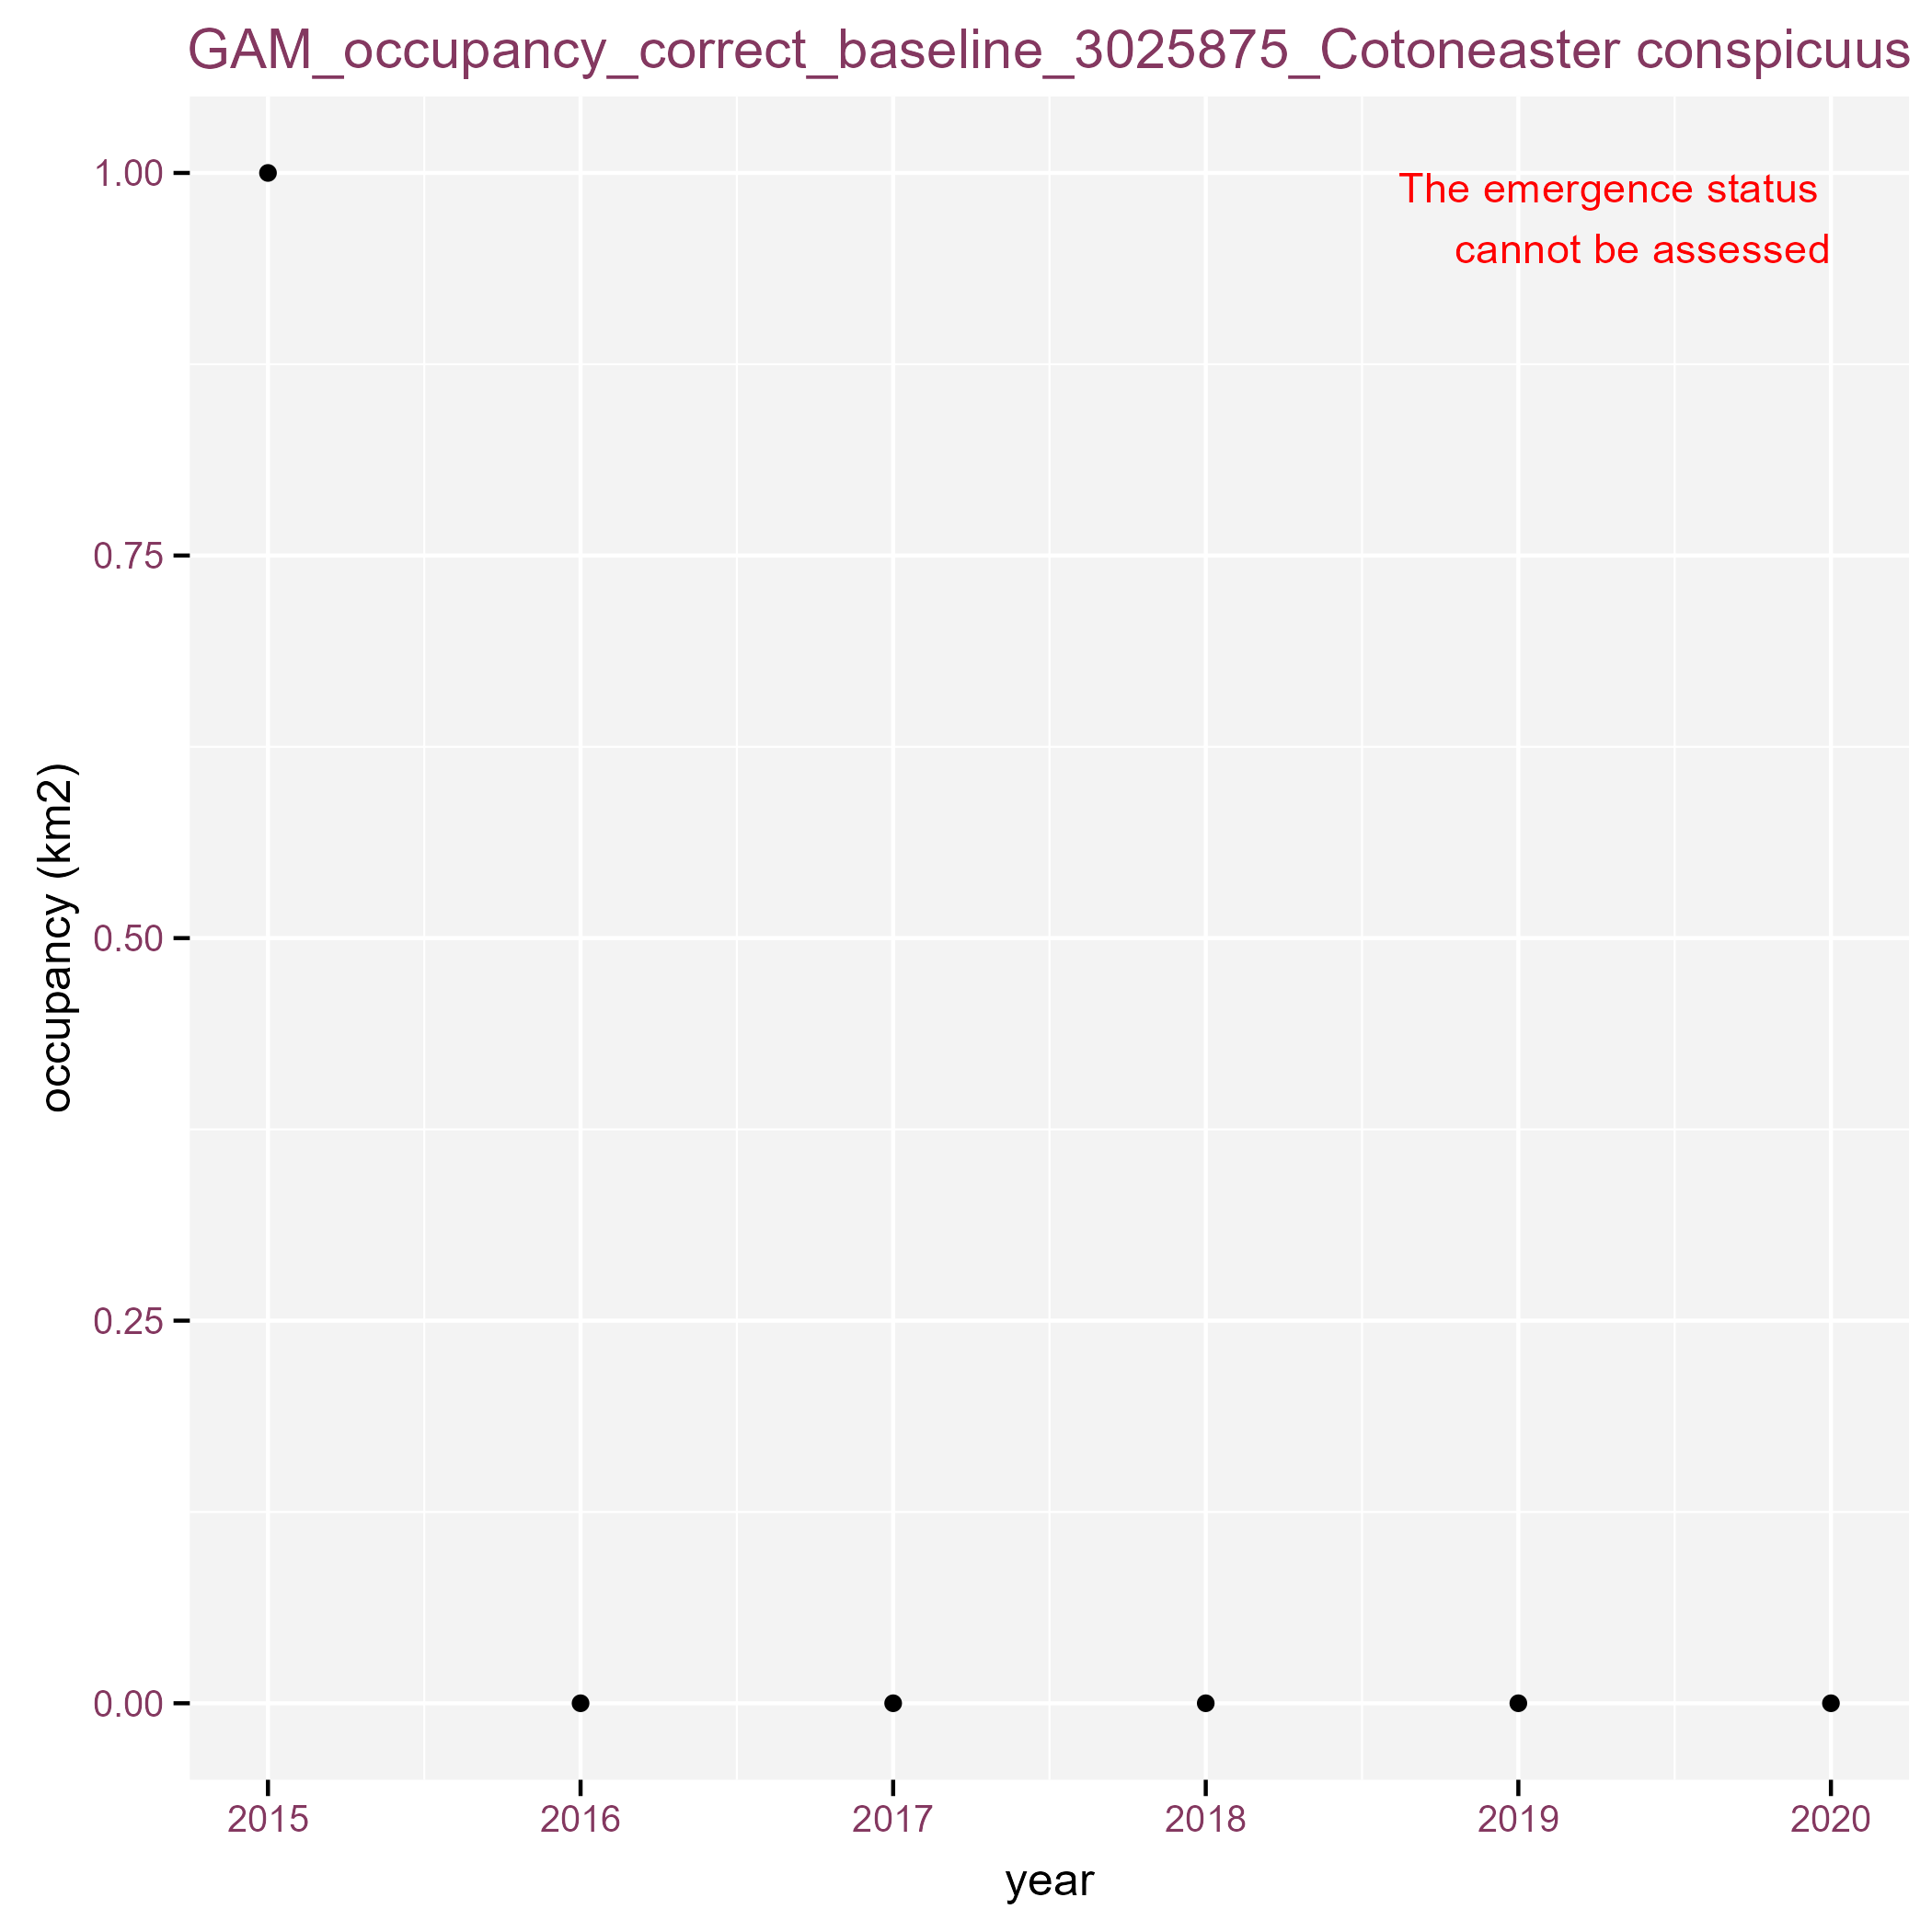 GAM_occupancy_correct_baseline_3025875_Cotoneaster conspicuus
The emergence status
cannot be assessed
1.00
0.75
0.50
0.25
0.00
occupancy (km2)
2015 2016 2017 2018 2019 2020
year